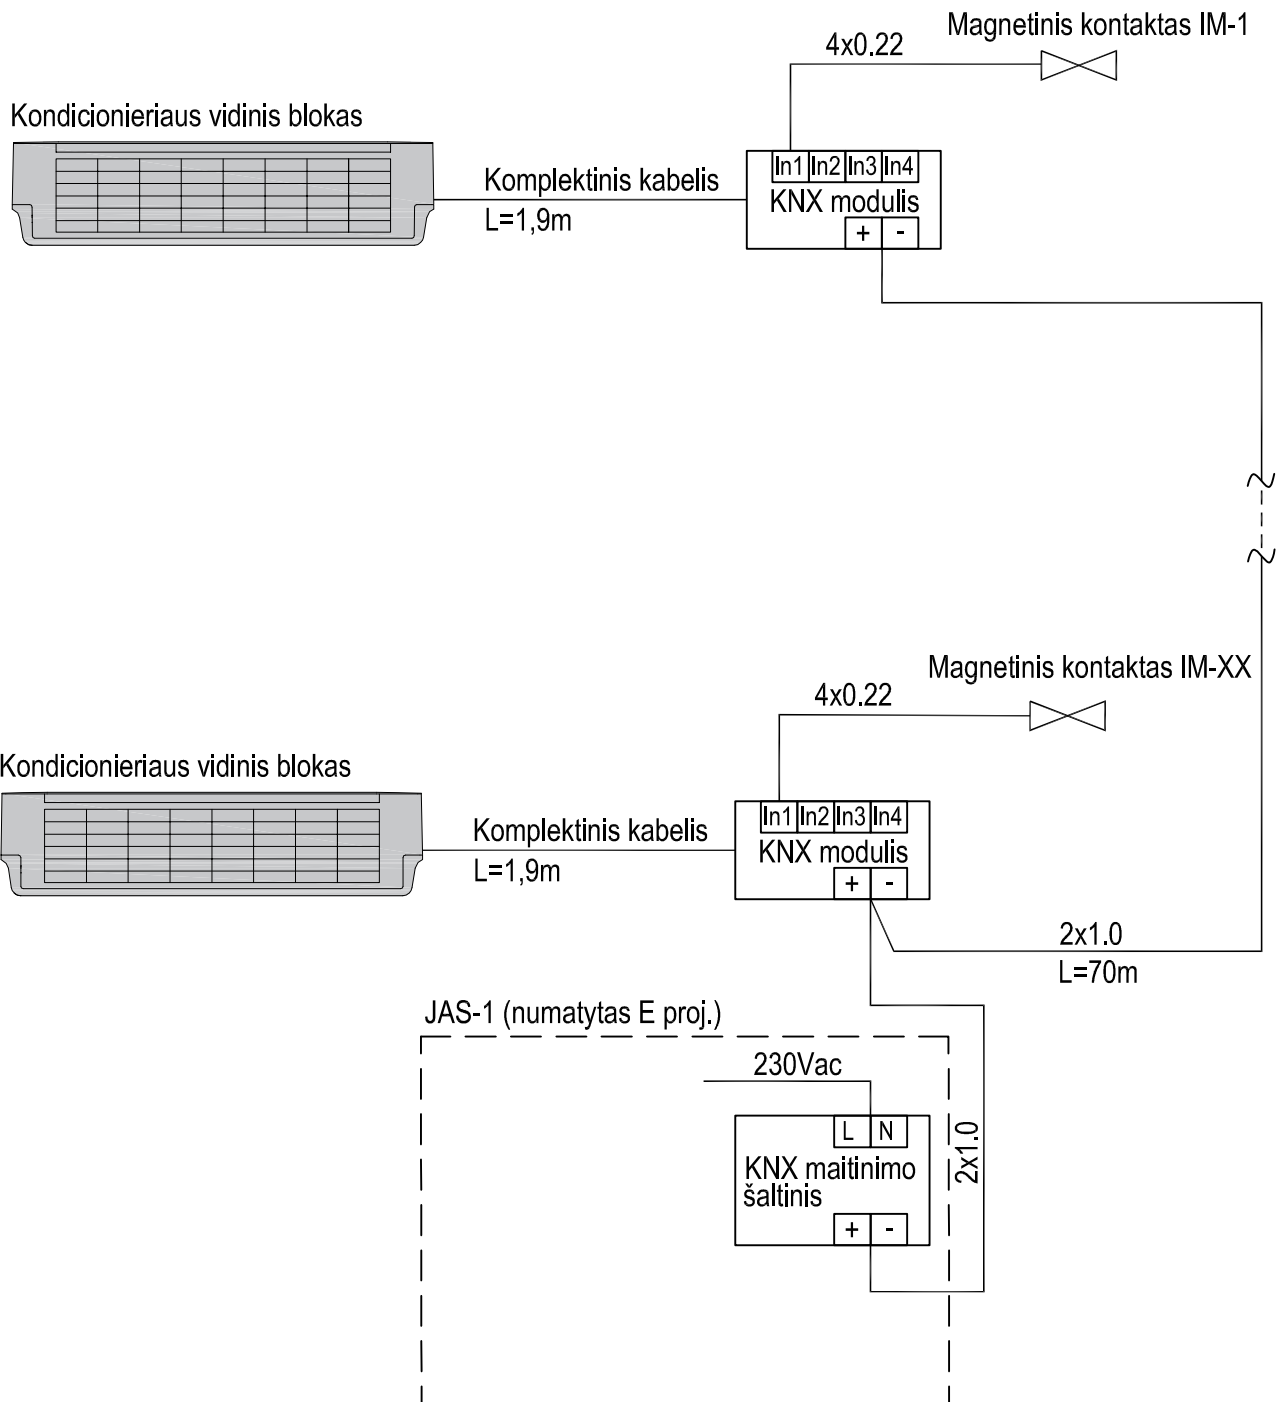 Magnetinis kontaktas IM-1
4x0.22
Kondicionieriaus vidinis blokas
In1 In2 In3 In4
Komplektinis kabelis
KNX modulis
L=1,9m
+ -
Magnetinis kontaktas IM-XX
4x0.22
Kondicionieriaus vidinis blokas
In1 In2 In3 In4
Komplektinis kabelis
KNX modulis
L=1,9m
+ -
2x1.0
L=70m
JAS-1 (numatytas E proj.)
230Vac
L N
2x1.0
KNX maitinimo
šaltinis
+ -